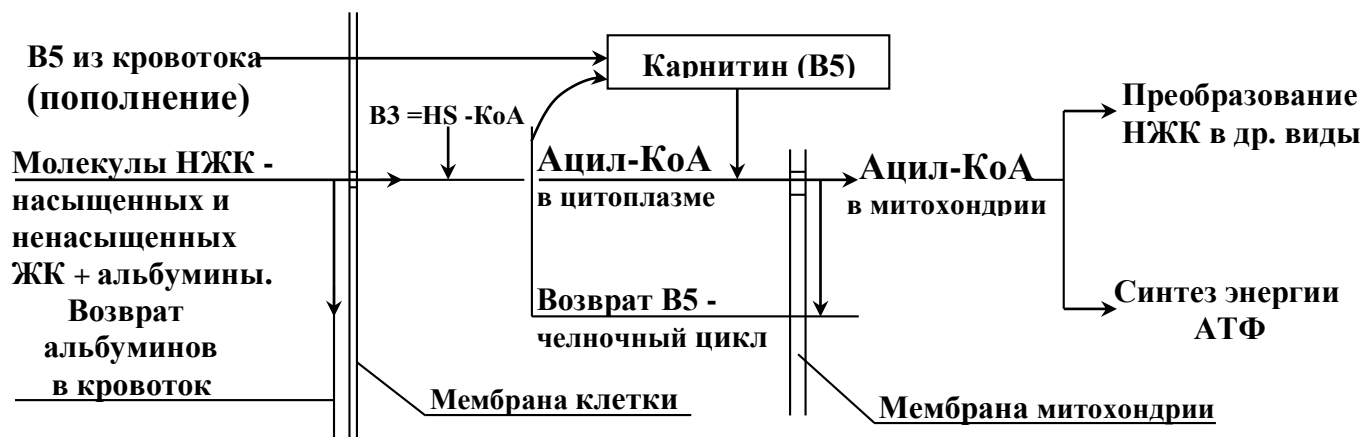 В5 из кровотока
(пополнение)
Карнитин (В5)
В3 =HS -КоА
Преобразование
НЖК в др. виды
Молекулы НЖК -
насыщенных и
ненасыщенных
ЖК + альбумины.
Возврат
альбуминов
в кровоток
Ацил-КоА
в цитоплазме
Ацил-КоА
в митохондрии
Возврат В5 -
челночный цикл
Синтез энергии
АТФ
Мембрана клетки
Мембрана митохондрии